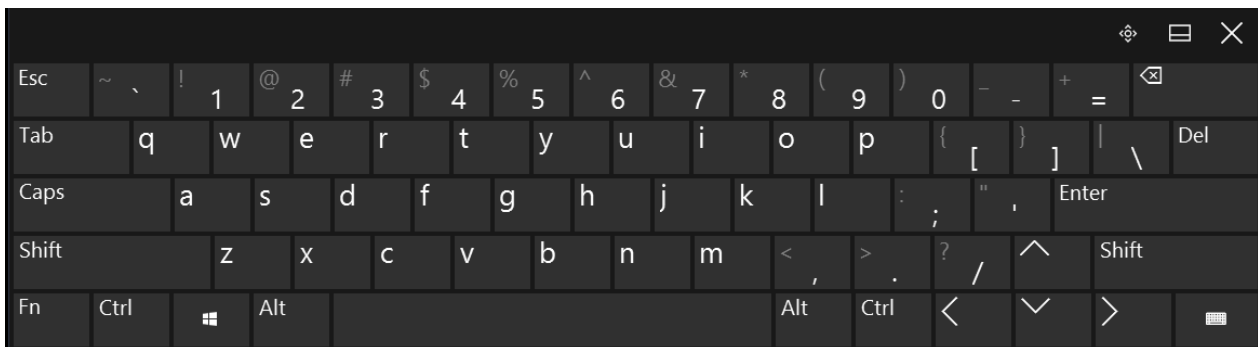 Esc ~ ` ! 1 @ 2 # 3 $ 4 % 5 ^ 6 & 7 * 8 ( 9 ) 0 _ - + =
Tab q w e r t y u i o p { [ } ] | \ Del
Caps a s d f g h j k l : ; " ' Enter
Shift z x c v b n m < , > . ? / Shift
Fn Ctrl Alt Alt Ctrl